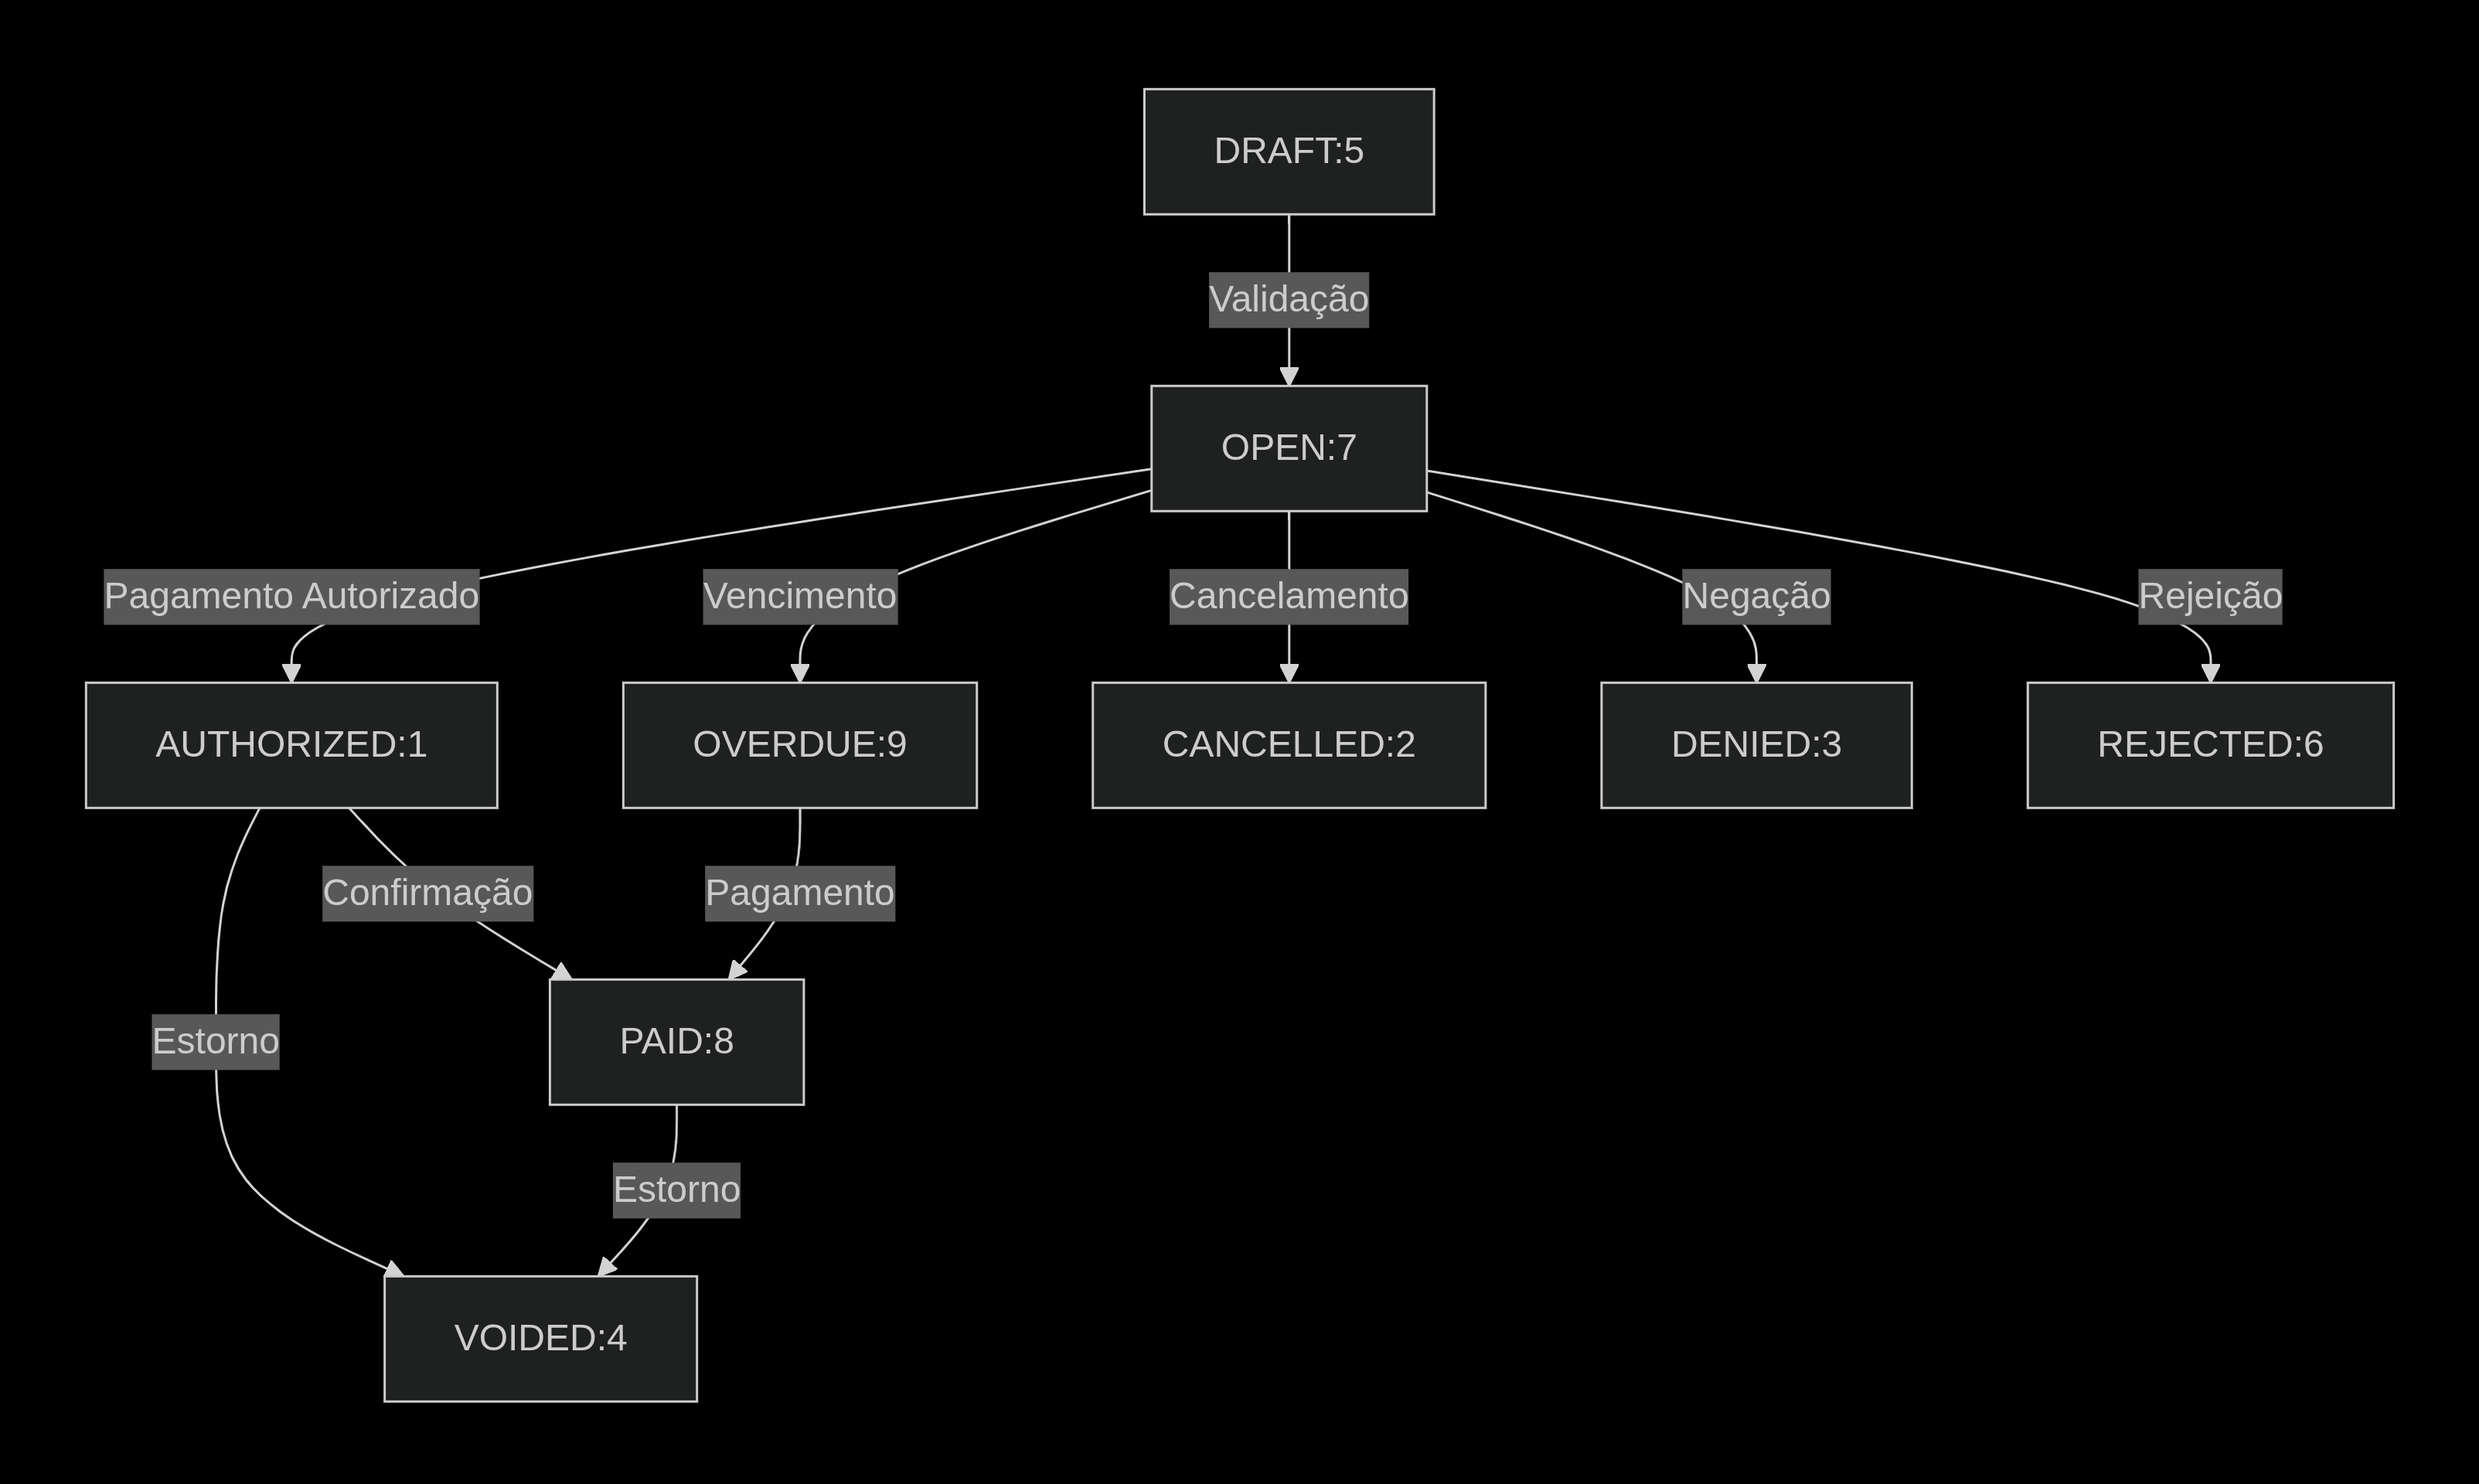 DRAFT:5
Validação
OPEN:7
Pagamento Autorizado
Vencimento
Cancelamento
Negação
Rejeição
AUTHORIZED:1
OVERDUE:9
CANCELLED:2
DENIED:3
REJECTED:6
Confirmação
Pagamento
Estorno
PAID:8
Estorno
VOIDED:4